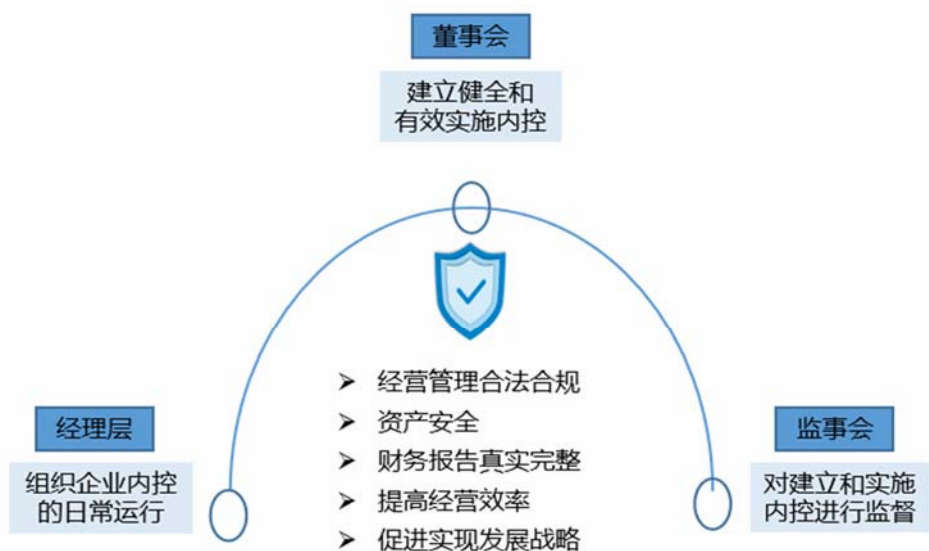 董事会
建立健全和
有效实施内控
经营管理合法合规
资产安全
财务报告真实完整
提高经营效率
促进实现发展战略
经理层
组织企业内控
的日常运行
监事会
对建立和实施
内控进行监督